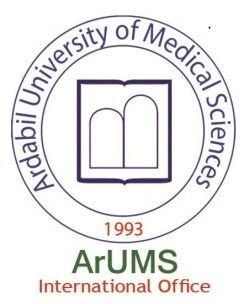 Ardabil University of Medical Sciences
1993
ArUMS
International Office